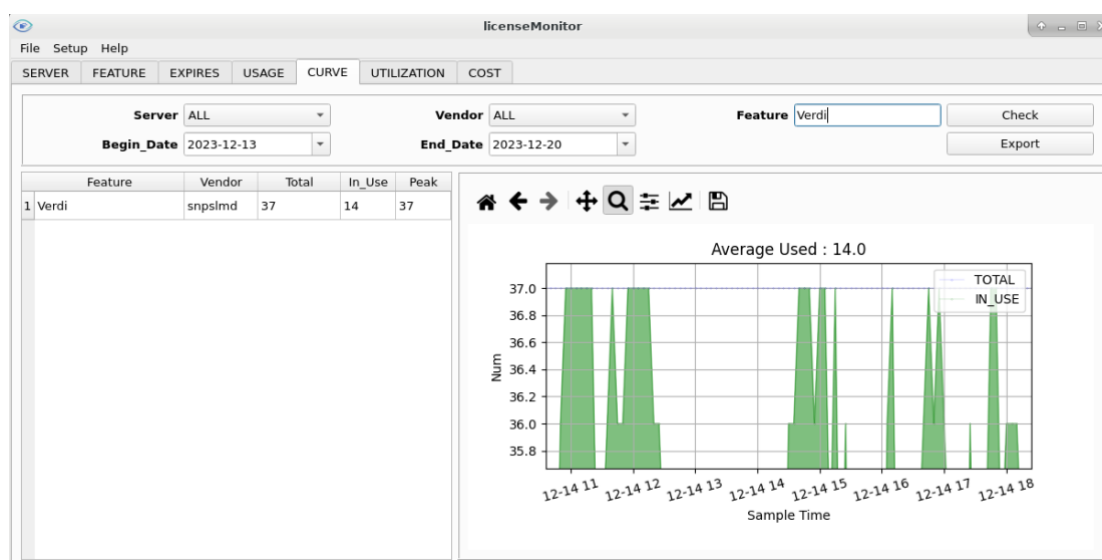 licenseMonitor
File Setup Help
SERVER FEATURE EXPIRES USAGE CURVE UTILIZATION COST
Server ALL Vendor ALL Feature Verdi Check
Begin_Date 2023-12-13 End_Date 2023-12-20 Export
Feature Vendor Total In_Use Peak
1 Verdi snpslmd 37 14 37
Average Used : 14.0
TOTAL
IN_USE
37.0
36.8
36.6
36.4
36.2
36.0
35.8
Num
12-14 11 12-14 12 12-14 13 12-14 14 12-14 15 12-14 16 12-14 17 12-14 18
Sample Time